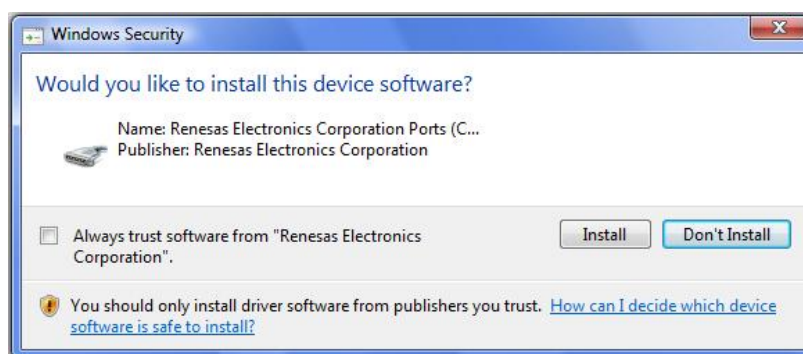 Windows Security
Would you like to install this device software?
Name: Renesas Electronics Corporation Ports (C...
Publisher: Renesas Electronics Corporation
Always trust software from "Renesas Electronics
Corporation".
Install
Don't Install
You should only install driver software from publishers you trust. How can I decide which device
software is safe to install?